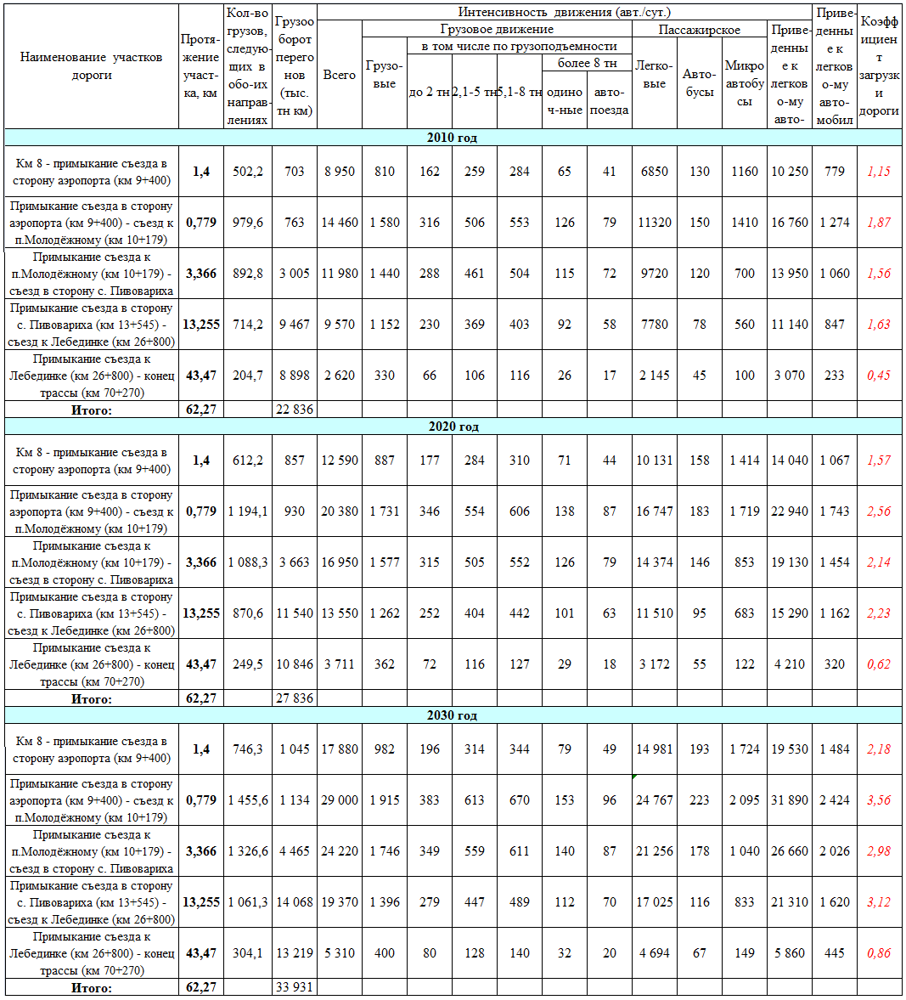 Наименование участков дороги
Протя-жение участ-ка, км
Кол-во грузов, следую-щих в обо-их направ-лениях
Грузоо борот перего нов (тыс. тн км)
Интенсивность движения (авт./сут.)
Всего
Грузовое движение
Грузо-вые
в том числе по грузоподъемности
до 2 тн
2,1-5 тн
5,1-8 тн
более 8 тн
одино ч-ные
авто-поезда
Пассажирское
Легко-вые
Авто-бусы
Микро автобу сы
Приве денны е к легков о-му авто-
Приве-денны е к легков о-му авто-мобил
Коэфф ициен т загрузк и дороги
2010 год
Км 8 - примыкание съезда в сторону аэропорта (км 9+400) 1,4 502,2 703 8 950 810 162 259 284 65 41 6850 130 1160 10 250 779 1,15
Примыкание съезда в сторону аэропорта (км 9+400) - съезд к п.Молодёжному (км 10+179) 0,779 979,6 763 14 460 1 580 316 506 553 126 79 11320 150 1410 16 760 1 274 1,87
Примыкание съезда к п.Молодёжному (км 10+179) - съезд в сторону с. Пивовариха 3,366 892,8 3 005 11 980 1 440 288 461 504 115 72 9720 120 700 13 950 1 060 1,56
Примыкание съезда в сторону с. Пивовариха (км 13+545) - съезд к Лебединке (км 26+800) 13,255 714,2 9 467 9 570 1 152 230 369 403 92 58 7780 78 560 11 140 847 1,63
Примыкание съезда к Лебединке (км 26+800) - конец трассы (км 70+270) 43,47 204,7 8 898 2 620 330 66 106 116 26 17 2 145 45 100 3 070 233 0,45
Итого: 62,27 22 836
2020 год
Км 8 - примыкание съезда в сторону аэропорта (км 9+400) 1,4 612,2 857 12 590 887 177 284 310 71 44 10 131 158 1 414 14 040 1 067 1,57
Примыкание съезда в сторону аэропорта (км 9+400) - съезд к п.Молодёжному (км 10+179) 0,779 1 194,1 930 20 380 1 731 346 554 606 138 87 16 747 183 1 719 22 940 1 743 2,56
Примыкание съезда к п.Молодёжному (км 10+179) - съезд в сторону с. Пивовариха 3,366 1 088,3 3 663 16 950 1 577 315 505 552 126 79 14 374 146 853 19 130 1 454 2,14
Примыкание съезда в сторону с. Пивовариха (км 13+545) - съезд к Лебединке (км 26+800) 13,255 870,6 11 540 13 550 1 262 252 404 442 101 63 11 510 95 683 15 290 1 162 2,23
Примыкание съезда к Лебединке (км 26+800) - конец трассы (км 70+270) 43,47 249,5 10 846 3 711 362 72 116 127 29 18 3 172 55 122 4 210 320 0,62
Итого: 62,27 27 836
2030 год
Км 8 - примыкание съезда в сторону аэропорта (км 9+400) 1,4 746,3 1 045 17 880 982 196 314 344 79 49 14 981 193 1 724 19 530 1 484 2,18
Примыкание съезда в сторону аэропорта (км 9+400) - съезд к п.Молодёжному (км 10+179) 0,779 1 455,6 1 134 29 000 1 915 383 613 670 153 96 24 767 223 2 095 31 890 2 424 3,56
Примыкание съезда к п.Молодёжному (км 10+179) - съезд в сторону с. Пивовариха 3,366 1 326,6 4 465 24 220 1 746 349 559 611 140 87 21 256 178 1 040 26 660 2 026 2,98
Примыкание съезда в сторону с. Пивовариха (км 13+545) - съезд к Лебединке (км 26+800) 13,255 1 061,3 14 068 19 370 1 396 279 447 489 112 70 17 025 116 833 21 310 1 620 3,12
Примыкание съезда к Лебединке (км 26+800) - конец трассы (км 70+270) 43,47 304,1 13 219 5 310 400 80 128 140 32 20 4 694 67 149 5 860 445 0,86
Итого: 62,27 33 931